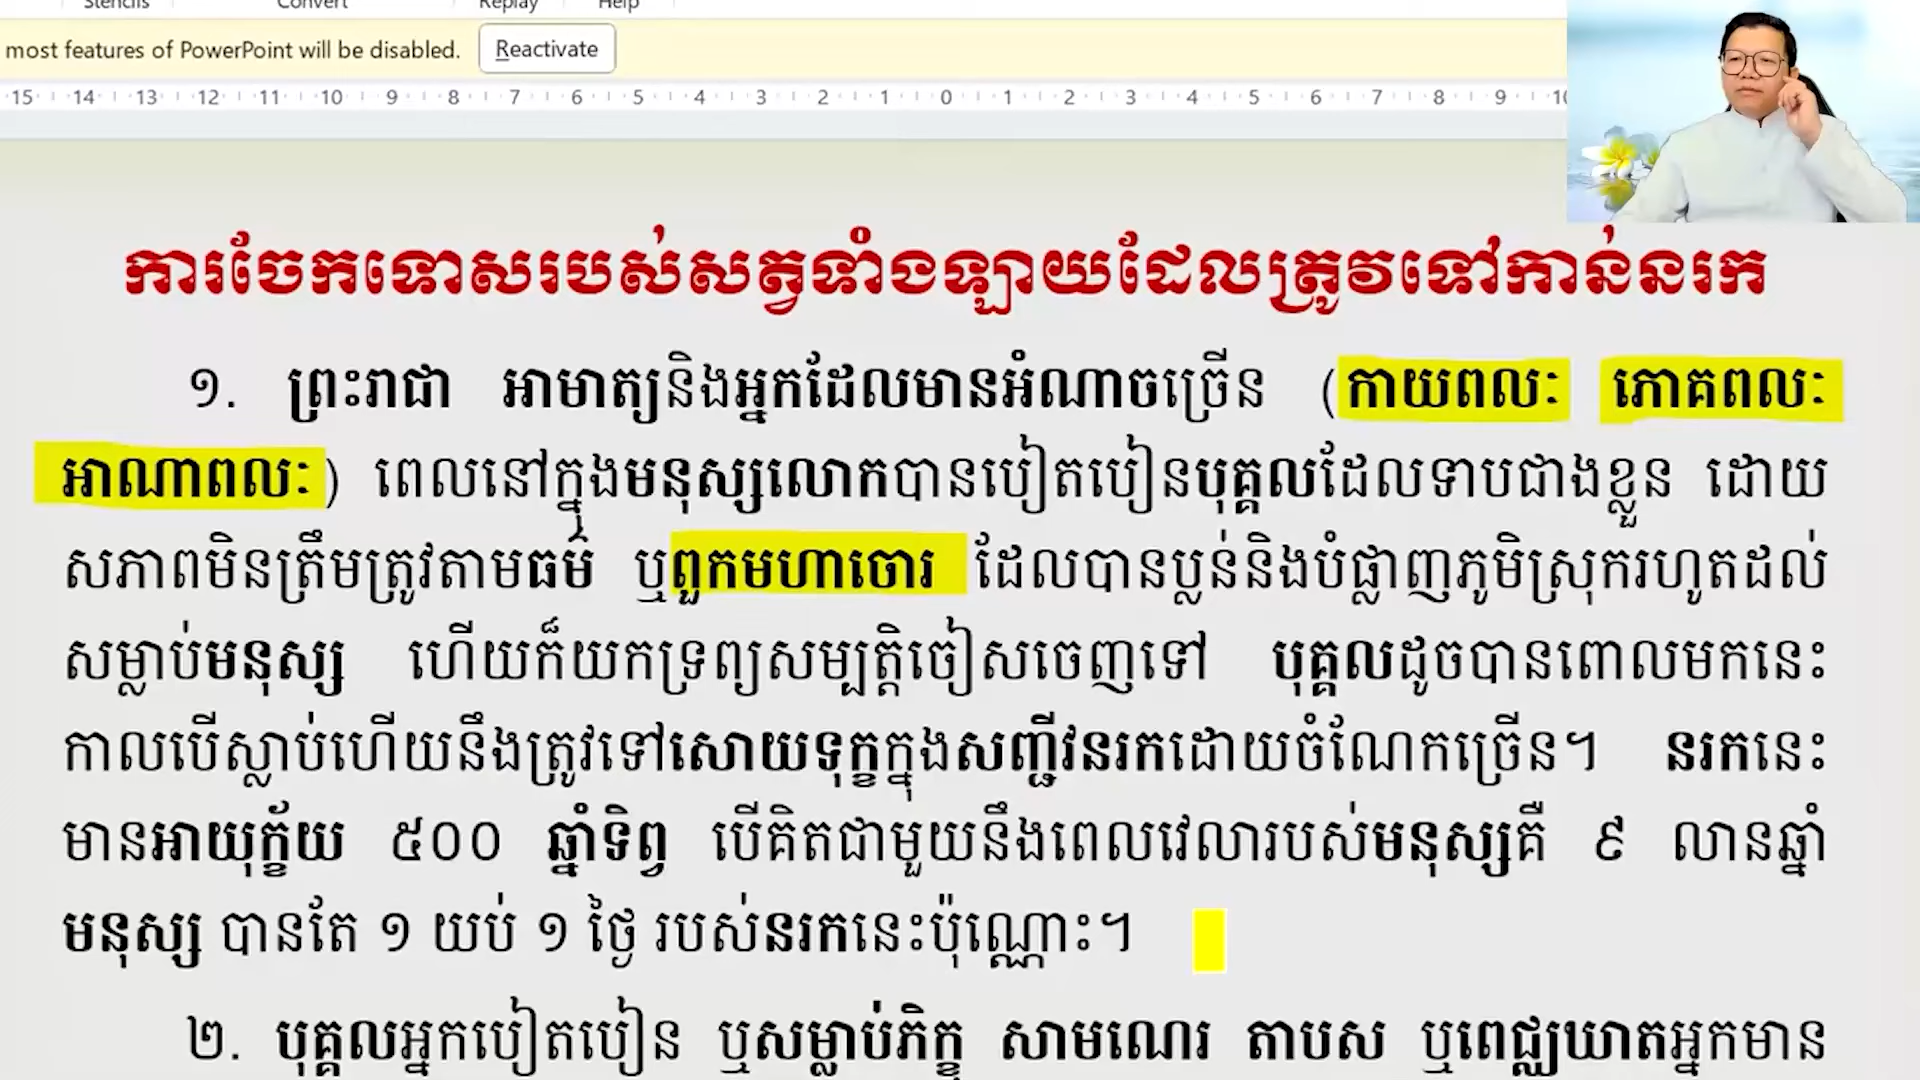 Stencils Convert Replay Help
most features of PowerPoint will be disabled. Reactivate
15 14 13 12 11 10 9 8 7 6 5 4 3 2 1 0 1 2 3 4 5 6 7 8 9 10
ការចែកទោសរបស់សត្វទាំងឡាយដែលត្រូវទៅកាន់នរក
១. ព្រះរាជា អាមាត្យនិងអ្នកដែលមានអំណាចច្រើន (កាយពលៈ ភោគពលៈ
អាណាពលៈ) ពេលនៅក្នុងមនុស្សលោកបានបៀតបៀនបុគ្គលដែលទាបជាងខ្លួន ដោយ
សភាពមិនត្រឹមត្រូវតាមធម៌ ឬពួកមហាចោរ ដែលបានប្លន់និងបំផ្លាញភូមិស្រុករហូតដល់
សម្លាប់មនុស្ស ហើយក៏យកទ្រព្យសម្បត្តិចៀសចេញទៅ បុគ្គលដូចបានពោលមកនេះ
កាលបើស្លាប់ហើយនឹងត្រូវទៅសោយទុក្ខក្នុងសញ្ជីវនរកដោយចំណែកច្រើន។ នរកនេះ
មានអាយុក្ខ័យ ៥០០ ឆ្នាំទិព្វ បើគិតជាមួយនឹងពេលវេលារបស់មនុស្សគឺ ៩ លានឆ្នាំ
មនុស្ស បានតែ ១ យប់ ១ ថ្ងៃ របស់នរកនេះប៉ុណ្ណោះ។
២. បុគ្គលអ្នកបៀតបៀន ឬសម្លាប់ភិក្ខុ សាមណេរ តាបស ឬពេជ្ឈឃាតអ្នកមាន